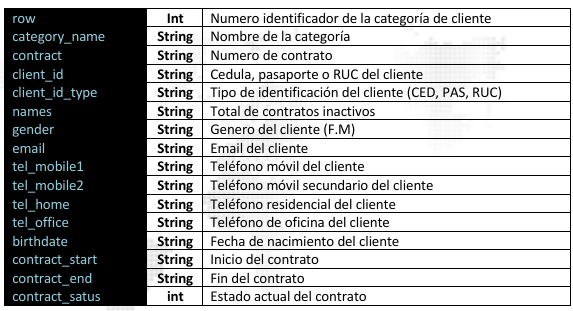 row Int Numero identificador de la categoría de cliente
category_name String Nombre de la categoría
contract String Numero de contrato
client_id String Cedula, pasaporte o RUC del cliente
client_id_type String Tipo de identificación del cliente (CED, PAS, RUC)
names String Total de contratos inactivos
gender String Genero del cliente (F.M)
email String Email del cliente
tel_mobile1 String Teléfono móvil del cliente
tel_mobile2 String Teléfono móvil secundario del cliente
tel_home String Teléfono residencial del cliente
tel_office String Teléfono de oficina del cliente
birthdate String Fecha de nacimiento del cliente
contract_start String Inicio del contrato
contract_end String Fin del contrato
contract_satus int Estado actual del contrato